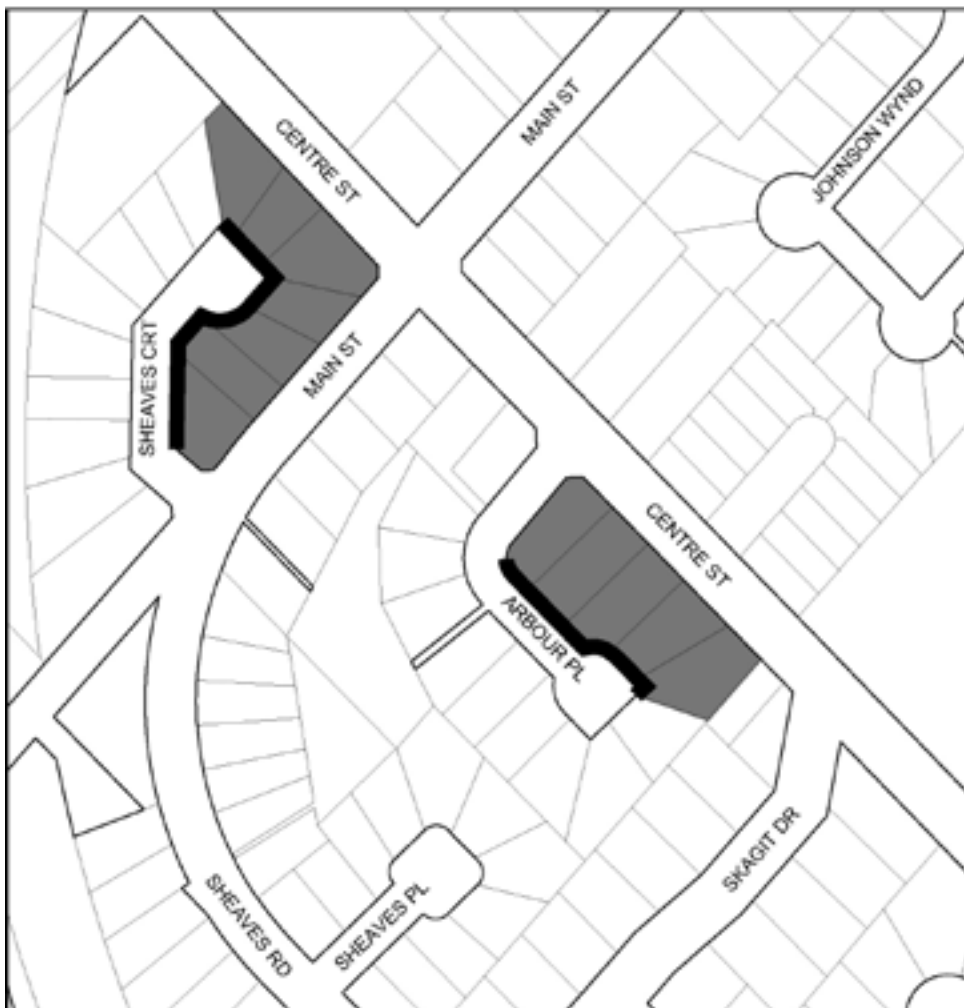 MAIN ST
JOHNSON WYND
CENTRE ST
MAIN ST
SHEAVES CRT
CENTRE ST
ARBOUR PL
SKAGIT DR
SHEAVES RD
SHEAVES PL